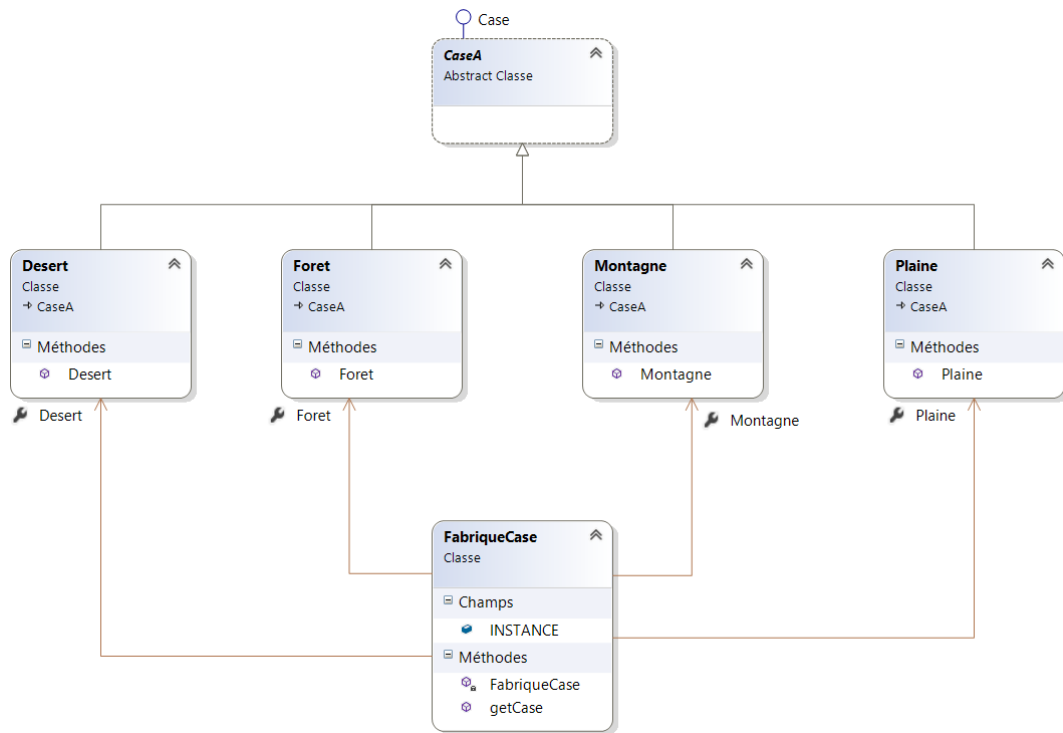 Case
CaseA
Abstract Classe
Desert
Classe
CaseA
Méthodes
Desert
Desert
Foret
Classe
CaseA
Méthodes
Foret
Foret
Montagne
Classe
CaseA
Méthodes
Montagne
Montagne
Plaine
Classe
CaseA
Méthodes
Plaine
Plaine
FabriqueCase
Classe
Champs
INSTANCE
Méthodes
FabriqueCase
getCase